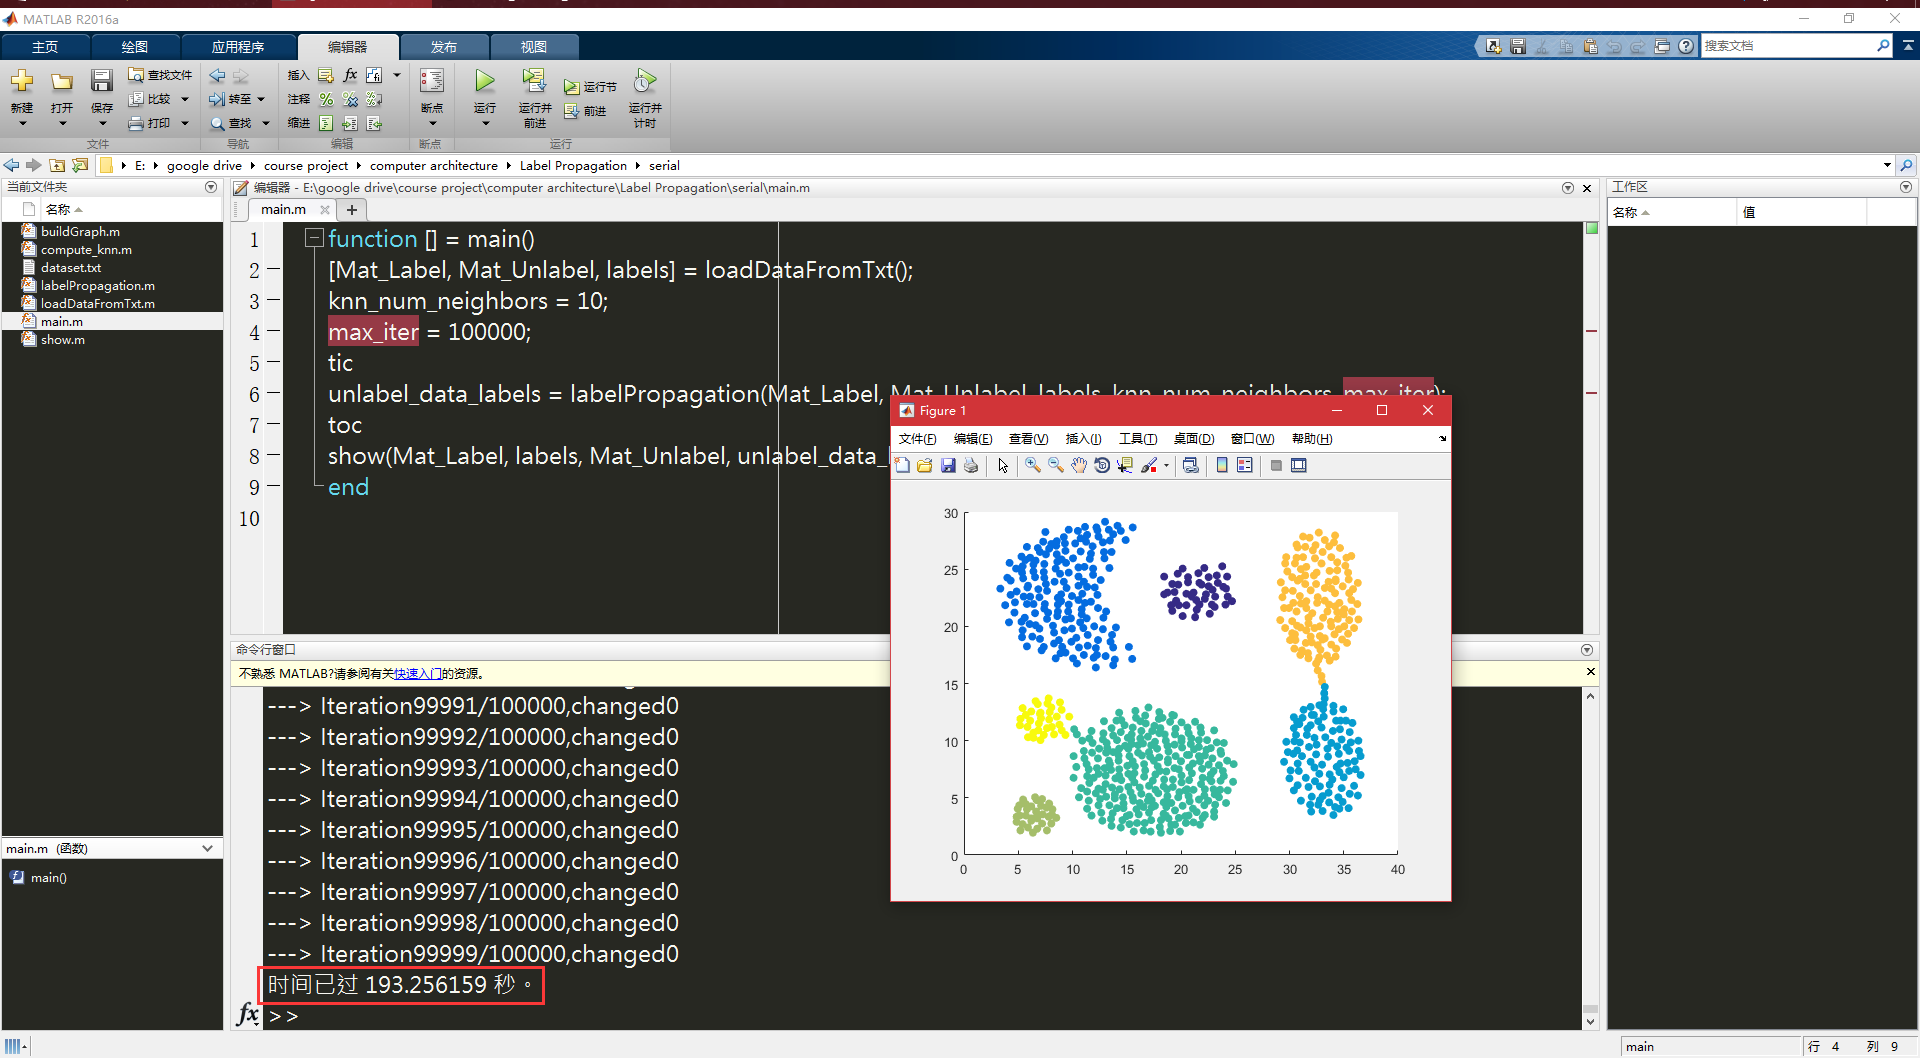 MATLAB R2016a
主页 绘图 应用程序 编辑器 发布 视图
搜索文档
新建 打开 保存 查找文件 比较 打印 文件
转至 查找 导航
插入 fx 注释 缩进 编辑
断点 断点
运行 运行并前进 运行节 前进 运行并计时 运行
E: google drive course project computer architecture Label Propagation serial
当前文件夹
名称
buildGraph.m
compute_knn.m
dataset.txt
labelPropagation.m
loadDataFromTxt.m
main.m
show.m
main.m (函数)
main()
编辑器 - E:\google drive\course project\computer architecture\Label Propagation\serial\main.m
main.m +
1 function [] = main()
2 [Mat_Label, Mat_Unlabel, labels] = loadDataFromTxt();
3 knn_num_neighbors = 10;
4 max_iter = 100000;
5 tic
6 unlabel_data_labels = labelPropagation(Mat_Label, Mat_Unlabel, labels, knn_num_neighbors, max_iter);
7 toc
8 show(Mat_Label, labels, Mat_Unlabel, unlabel_data_
9 end
10
命令行窗口
不熟悉 MATLAB?请参阅有关快速入门的资源。
---> Iteration99991/100000,changed0
---> Iteration99992/100000,changed0
---> Iteration99993/100000,changed0
---> Iteration99994/100000,changed0
---> Iteration99995/100000,changed0
---> Iteration99996/100000,changed0
---> Iteration99997/100000,changed0
---> Iteration99998/100000,changed0
---> Iteration99999/100000,changed0
时间已过 193.256159 秒。
fx >>
Figure 1
文件(F) 编辑(E) 查看(V) 插入(I) 工具(T) 桌面(D) 窗口(W) 帮助(H)
30
25
20
15
10
5
0
0 5 10 15 20 25 30 35 40
工作区
名称 值
main 行 4 列 9